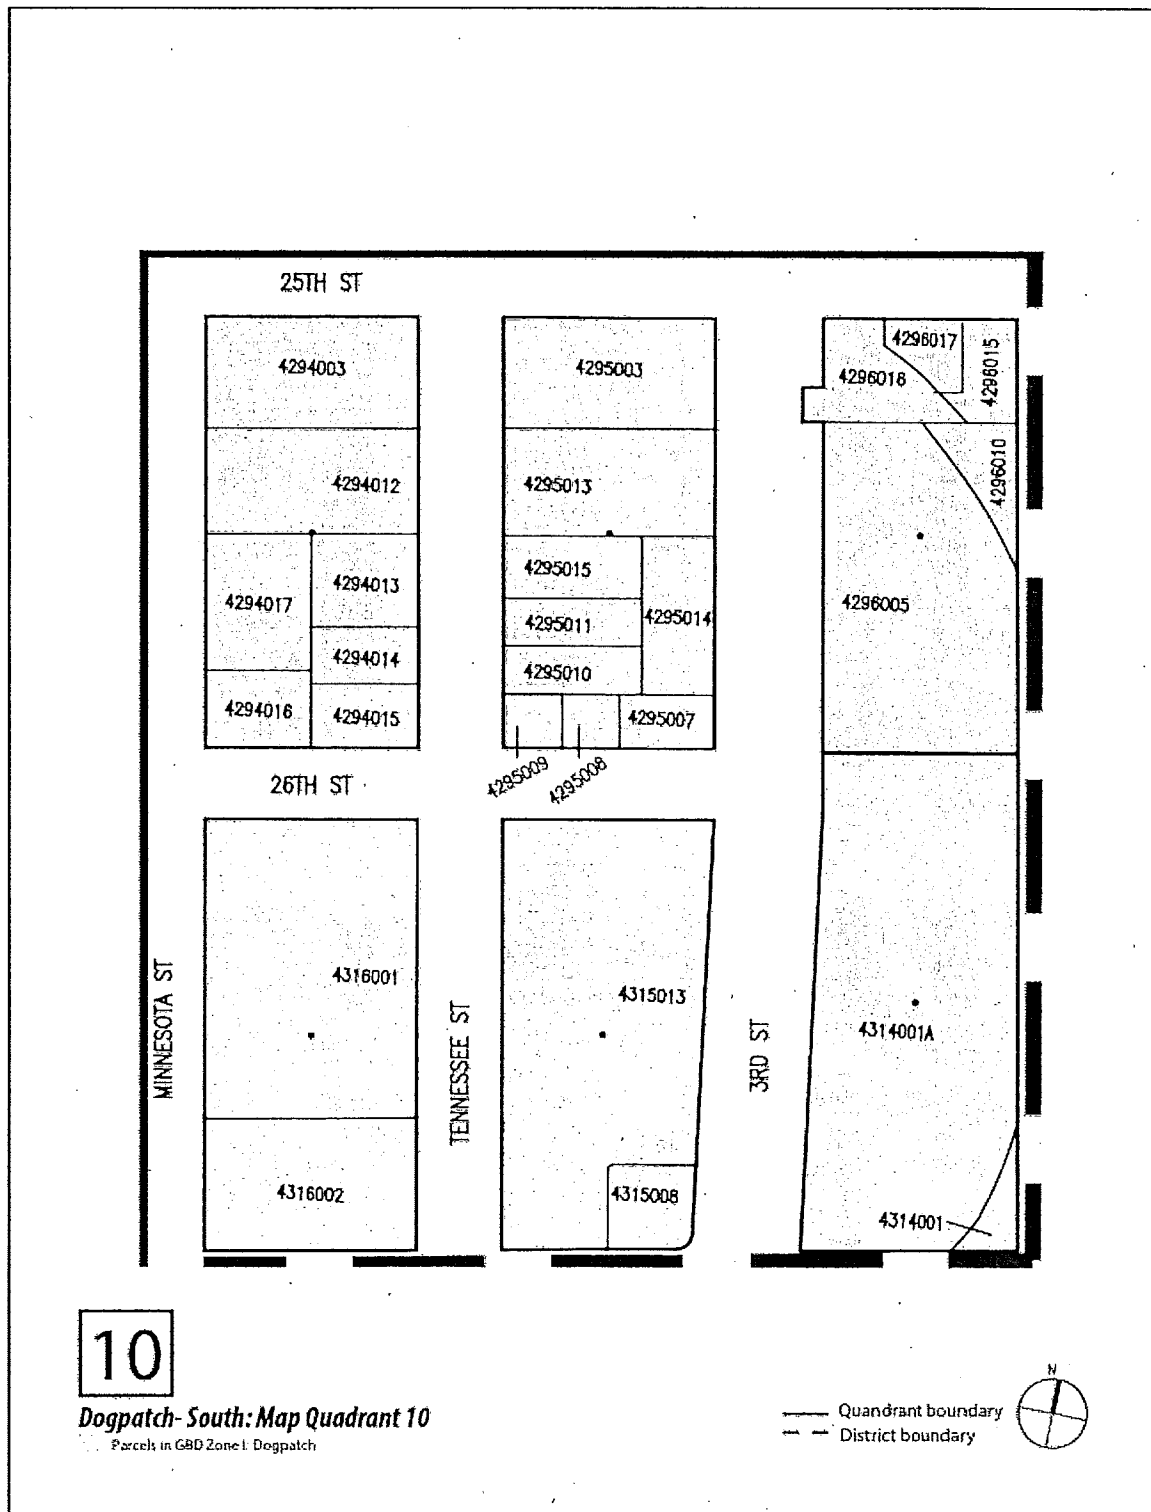 25TH ST
4294003
4295003
4296017
4296015
4296018
4294012
4295013
4296010
4294017
4294013
4295015
4295014
4296005
4295011
4294014
4295010
4294016
4294015
4295007
4295009
4295008
26TH ST
MINNESOTA ST
4316001
TENNESSEE ST
4315013
3RD ST
4314001A
4316002
4315008
4314001
10
Dogpatch- South: Map Quadrant 10
Parcels in GBD Zone 1: Dogpatch
Quandrant boundary
District boundary
N